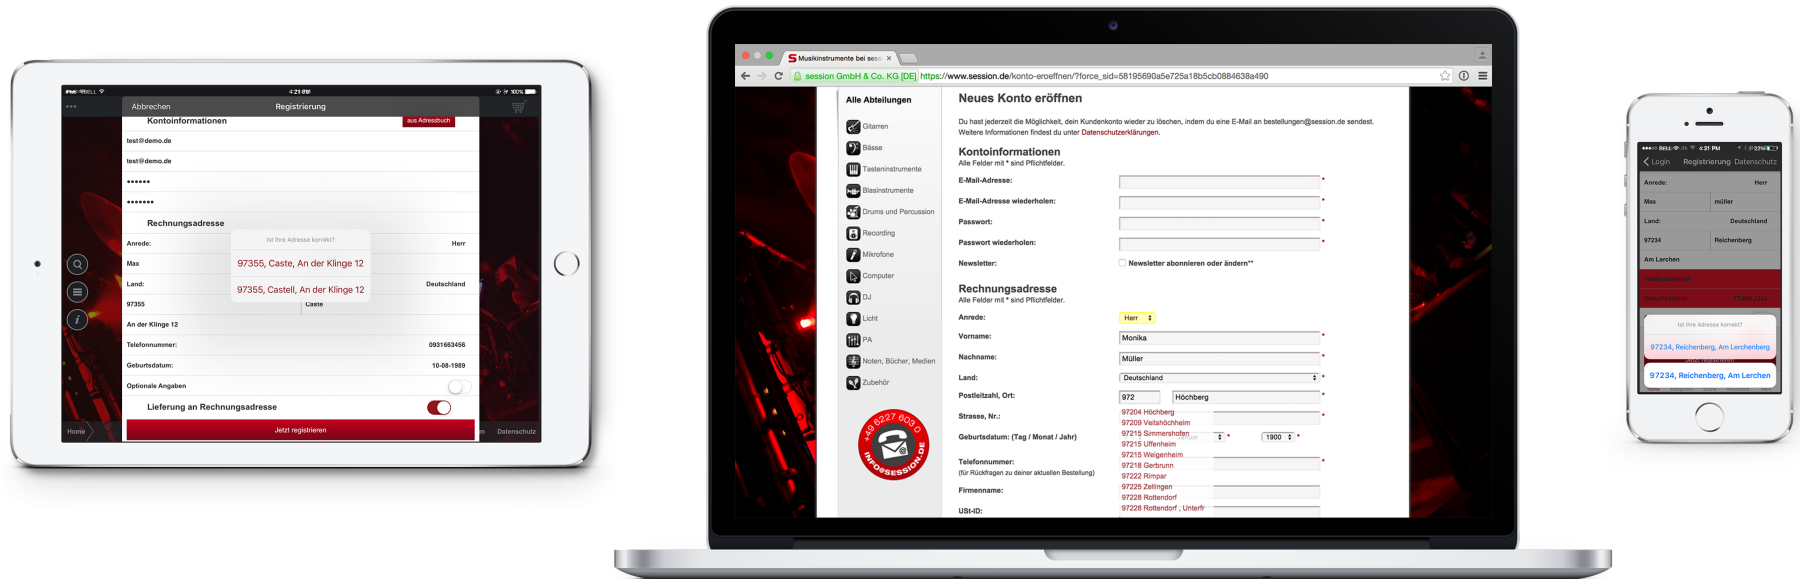 4:21 PM
100%
Abbrechen
Registrierung
Kontoinformationen
aus Adressbuch
test@demo.de
test@demo.de
••••••
•••••••
Rechnungsadresse
Anrede:
Herr
Ist ihre Adresse korrekt?
Max
97355, Caste, An der Klinge 12
Land:
Deutschland
97355, Castell, An der Klinge 12
97355
Caste
An der Klinge 12
Telefonnummer:
0931663456
Geburtsdatum:
10-08-1989
Optionale Angaben
Lieferung an Rechnungsadresse
Jetzt registrieren
Home
Datenschutz
Musikinstrumente bei sess
session GmbH & Co. KG [DE]
https://www.session.de/konto-eroeffnen/?force_sid=58195690a5e725a18b5cb0884638a490
Alle Abteilungen
Gitarren
Bässe
Tasteninstrumente
Blasinstrumente
Drums und Percussion
Recording
Mikrofone
Computer
DJ
Licht
PA
Noten, Bücher, Medien
Zubehör
+49 6227 603 0
INFO@SESSION.DE
Neues Konto eröffnen
Du hast jederzeit die Möglichkeit, dein Kundenkonto wieder zu löschen, indem du eine E-Mail an bestellungen@session.de sendest.
Weitere Informationen findest du unter Datenschutzerklärungen.
Kontoinformationen
Alle Felder mit * sind Pflichtfelder.
E-Mail-Adresse: *
E-Mail-Adresse wiederholen: *
Passwort: *
Passwort wiederholen: *
Newsletter:
Newsletter abonnieren oder ändern**
Rechnungsadresse
Alle Felder mit * sind Pflichtfelder.
Anrede:
Herr
Vorname:
Monika *
Nachname:
Müller *
Land:
Deutschland *
Postleitzahl, Ort:
972
Höchberg *
Strasse, Nr.: *
97204 Höchberg
97209 Veitshöchheim
97215 Simmershofen
97215 Uffenheim
97215 Weigenheim
97218 Gerbrunn
97222 Rimpar
97225 Zellingen
97228 Rottendorf
97228 Rottendorf , Unterfr
Geburtsdatum: (Tag / Monat / Jahr)
Januar *
1900 *
Telefonnummer: *
(für Rückfragen zu deiner aktuellen Bestellung)
Firmenname:
USt-ID:
4:21 PM
22%
Login
Registrierung
Datenschutz
Anrede:
Herr
Max
müller
Land:
Deutschland
97234
Reichenberg
Am Lerchen
Ist ihre Adresse korrekt?
97234, Reichenberg, Am Lerchenberg
97234, Reichenberg, Am Lerchen